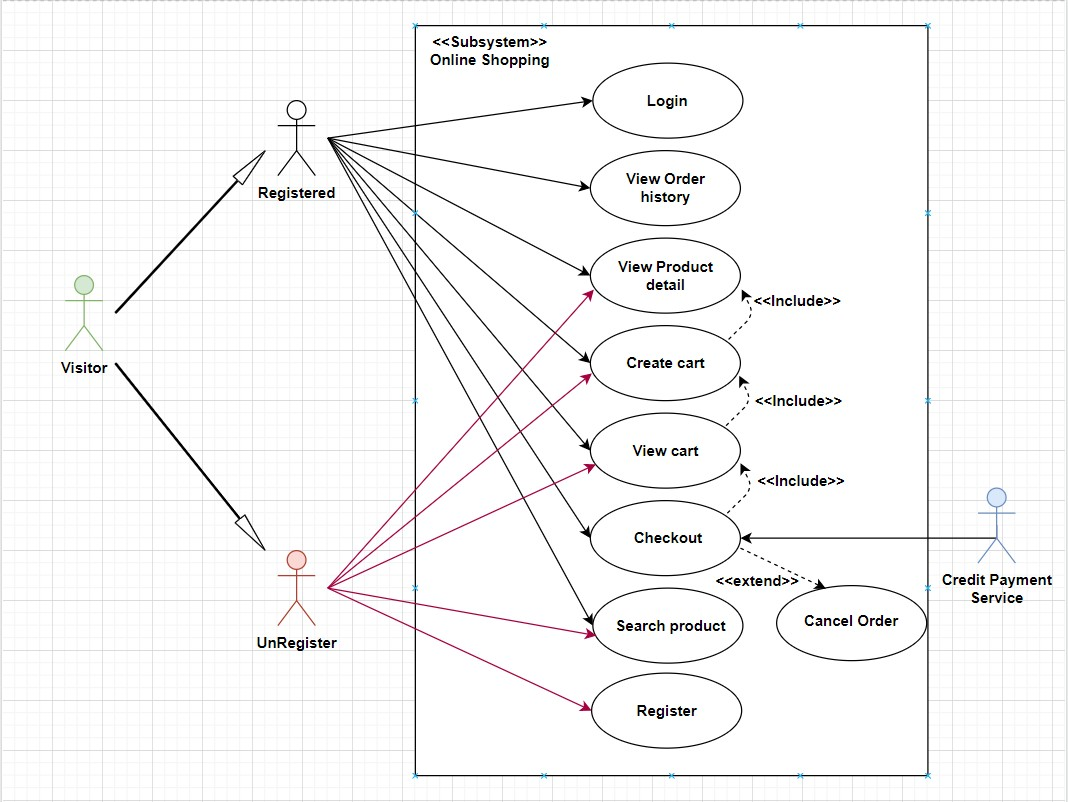 <<Subsystem>>
Online Shopping
Login
Registered
View Order
history
View Product
detail
<<Include>>
Visitor
Create cart
<<Include>>
View cart
<<Include>>
Checkout
<<extend>>
Credit Payment
Service
Cancel Order
Search product
UnRegister
Register